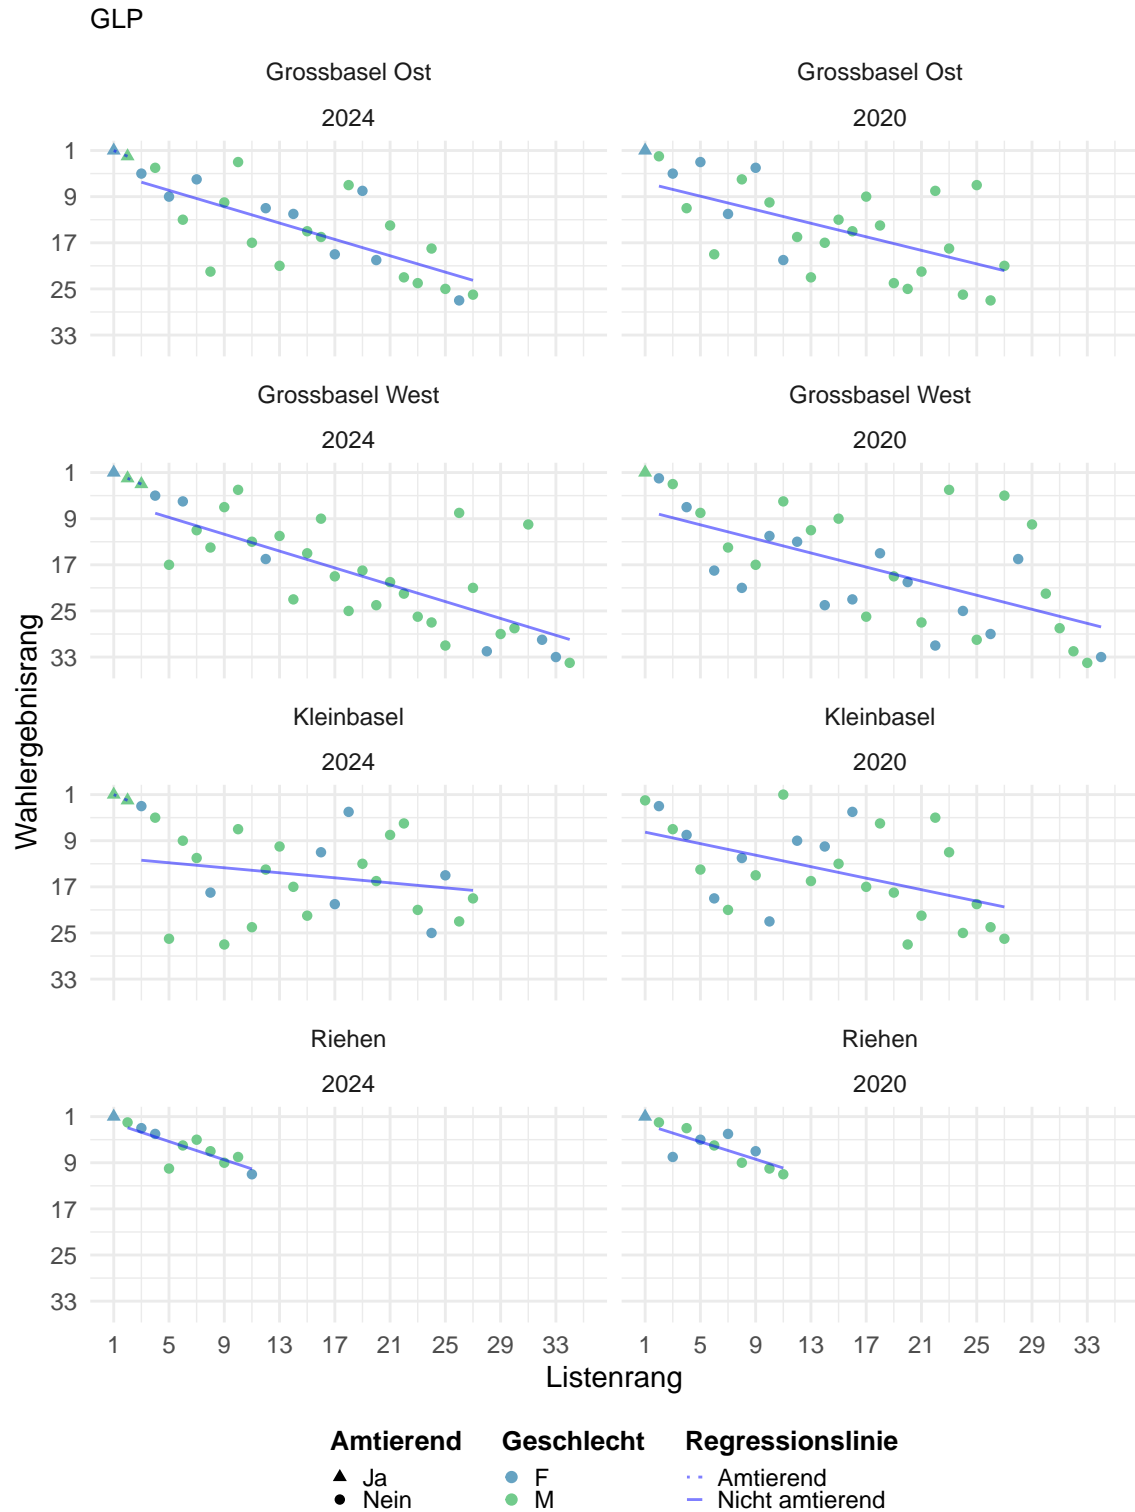 GLP
Grossbasel Ost
Grossbasel Ost
2024
2020
1
9
17
25
33
Grossbasel West
Grossbasel West
2024
2020
1
9
17
25
33
Kleinbasel
Kleinbasel
2024
2020
1
9
17
25
33
Riehen
Riehen
2024
2020
1
9
17
25
33
Wahlergebnisrang
1 5 9 13 17 21 25 29 33 1 5 9 13 17 21 25 29 33
Listenrang
Amtierend
Ja
Nein
Geschlecht
F
M
Regressionslinie
Amtierend
Nicht amtierend